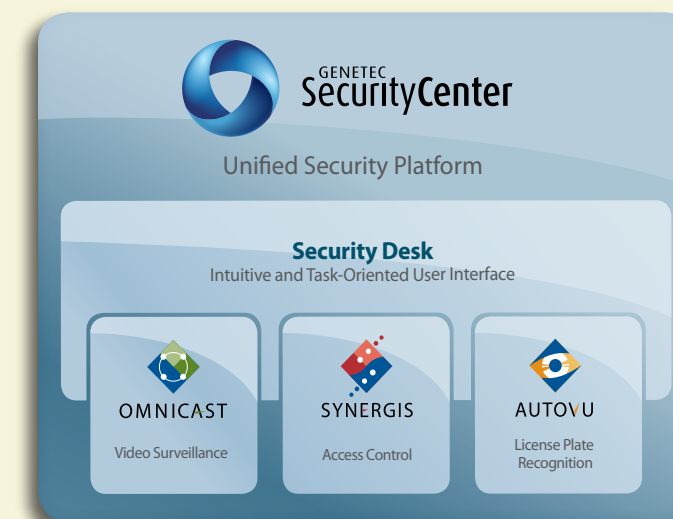 GENETEC
SecurityCenter
Unified Security Platform
Security Desk
Intuitive and Task-Oriented User Interface
OMNICAST
Video Surveillance
SYNERGIS
Access Control
AUTOVU
License Plate
Recognition